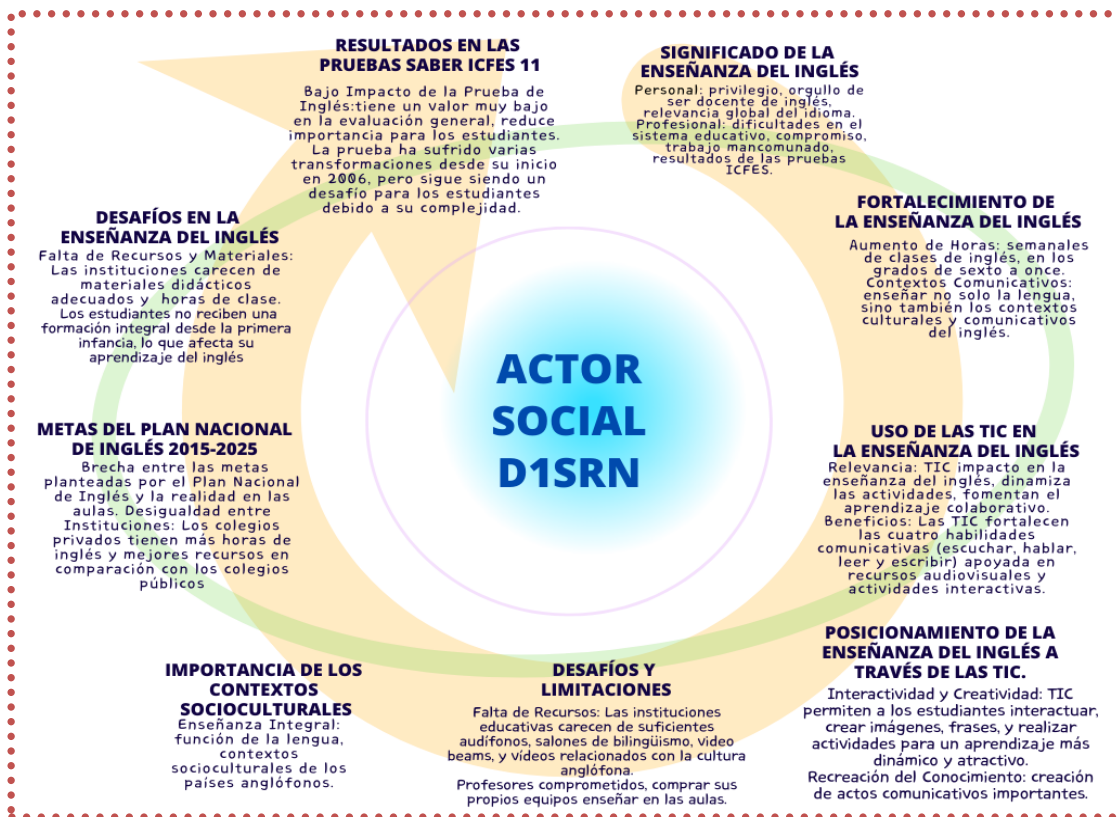 RESULTADOS EN LAS
PRUEBAS SABER ICFES 11
Bajo Impacto de la Prueba de
Inglés:tiene un valor muy bajo
en la evaluación general, reduce
importancia para los estudiantes.
La prueba ha sufrido varias
transformaciones desde su inicio
en 2006, pero sigue siendo un
desafío para los estudiantes
debido a su complejidad.
SIGNIFICADO DE LA
ENSEÑANZA DEL INGLÉS
Personal: privilegio, orgullo de
ser docente de inglés,
relevancia global del idioma.
Profesional: dificultades en el
sistema educativo, compromiso,
trabajo mancomunado,
resultados de las pruebas
ICFES.
FORTALECIMIENTO DE
LA ENSEÑANZA DEL INGLÉS
Aumento de Horas: semanales
de clases de inglés, en los
grados de sexto a once.
Contextos Comunicativos:
enseñar no solo la lengua,
sino también los contextos
culturales y comunicativos
del inglés.
USO DE LAS TIC EN
LA ENSEÑANZA DEL INGLÉS
Relevancia: TIC impacto en la
enseñanza del inglés, dinamiza
las actividades, fomentan el
aprendizaje colaborativo.
Beneficios: Las TIC fortalecen
las cuatro habilidades
comunicativas (escuchar, hablar,
leer y escribir) apoyada en
recursos audiovisuales y
actividades interactivas.
POSICIONAMIENTO DE LA
ENSEÑANZA DEL INGLÉS A
TRAVÉS DE LAS TIC.
Interactividad y Creatividad: TIC
permiten a los estudiantes interactuar,
crear imágenes, frases, y realizar
actividades para un aprendizaje más
dinámico y atractivo.
Recreación del Conocimiento: creación
de actos comunicativos importantes.
DESAFÍOS Y
LIMITACIONES
Falta de Recursos: Las instituciones
educativas carecen de suficientes
audífonos, salones de bilingüismo, video
beams, y vídeos relacionados con la cultura
anglófona.
Profesores comprometidos, comprar sus
propios equipos enseñar en las aulas.
IMPORTANCIA DE LOS
CONTEXTOS
SOCIOCULTURALES
Enseñanza Integral:
función de la lengua,
contextos
socioculturales de los
países anglófonos.
METAS DEL PLAN NACIONAL
DE INGLÉS 2015-2025
Brecha entre las metas
planteadas por el Plan Nacional
de Inglés y la realidad en las
aulas. Desigualdad entre
Instituciones: Los colegios
privados tienen más horas de
inglés y mejores recursos en
comparación con los colegios
públicos
DESAFÍOS EN LA
ENSEÑANZA DEL INGLÉS
Falta de Recursos y Materiales:
Las instituciones carecen de
materiales didácticos
adecuados y horas de clase.
Los estudiantes no reciben una
formación integral desde la primera
infancia, lo que afecta su
aprendizaje del inglés
ACTOR
SOCIAL
D1SRN